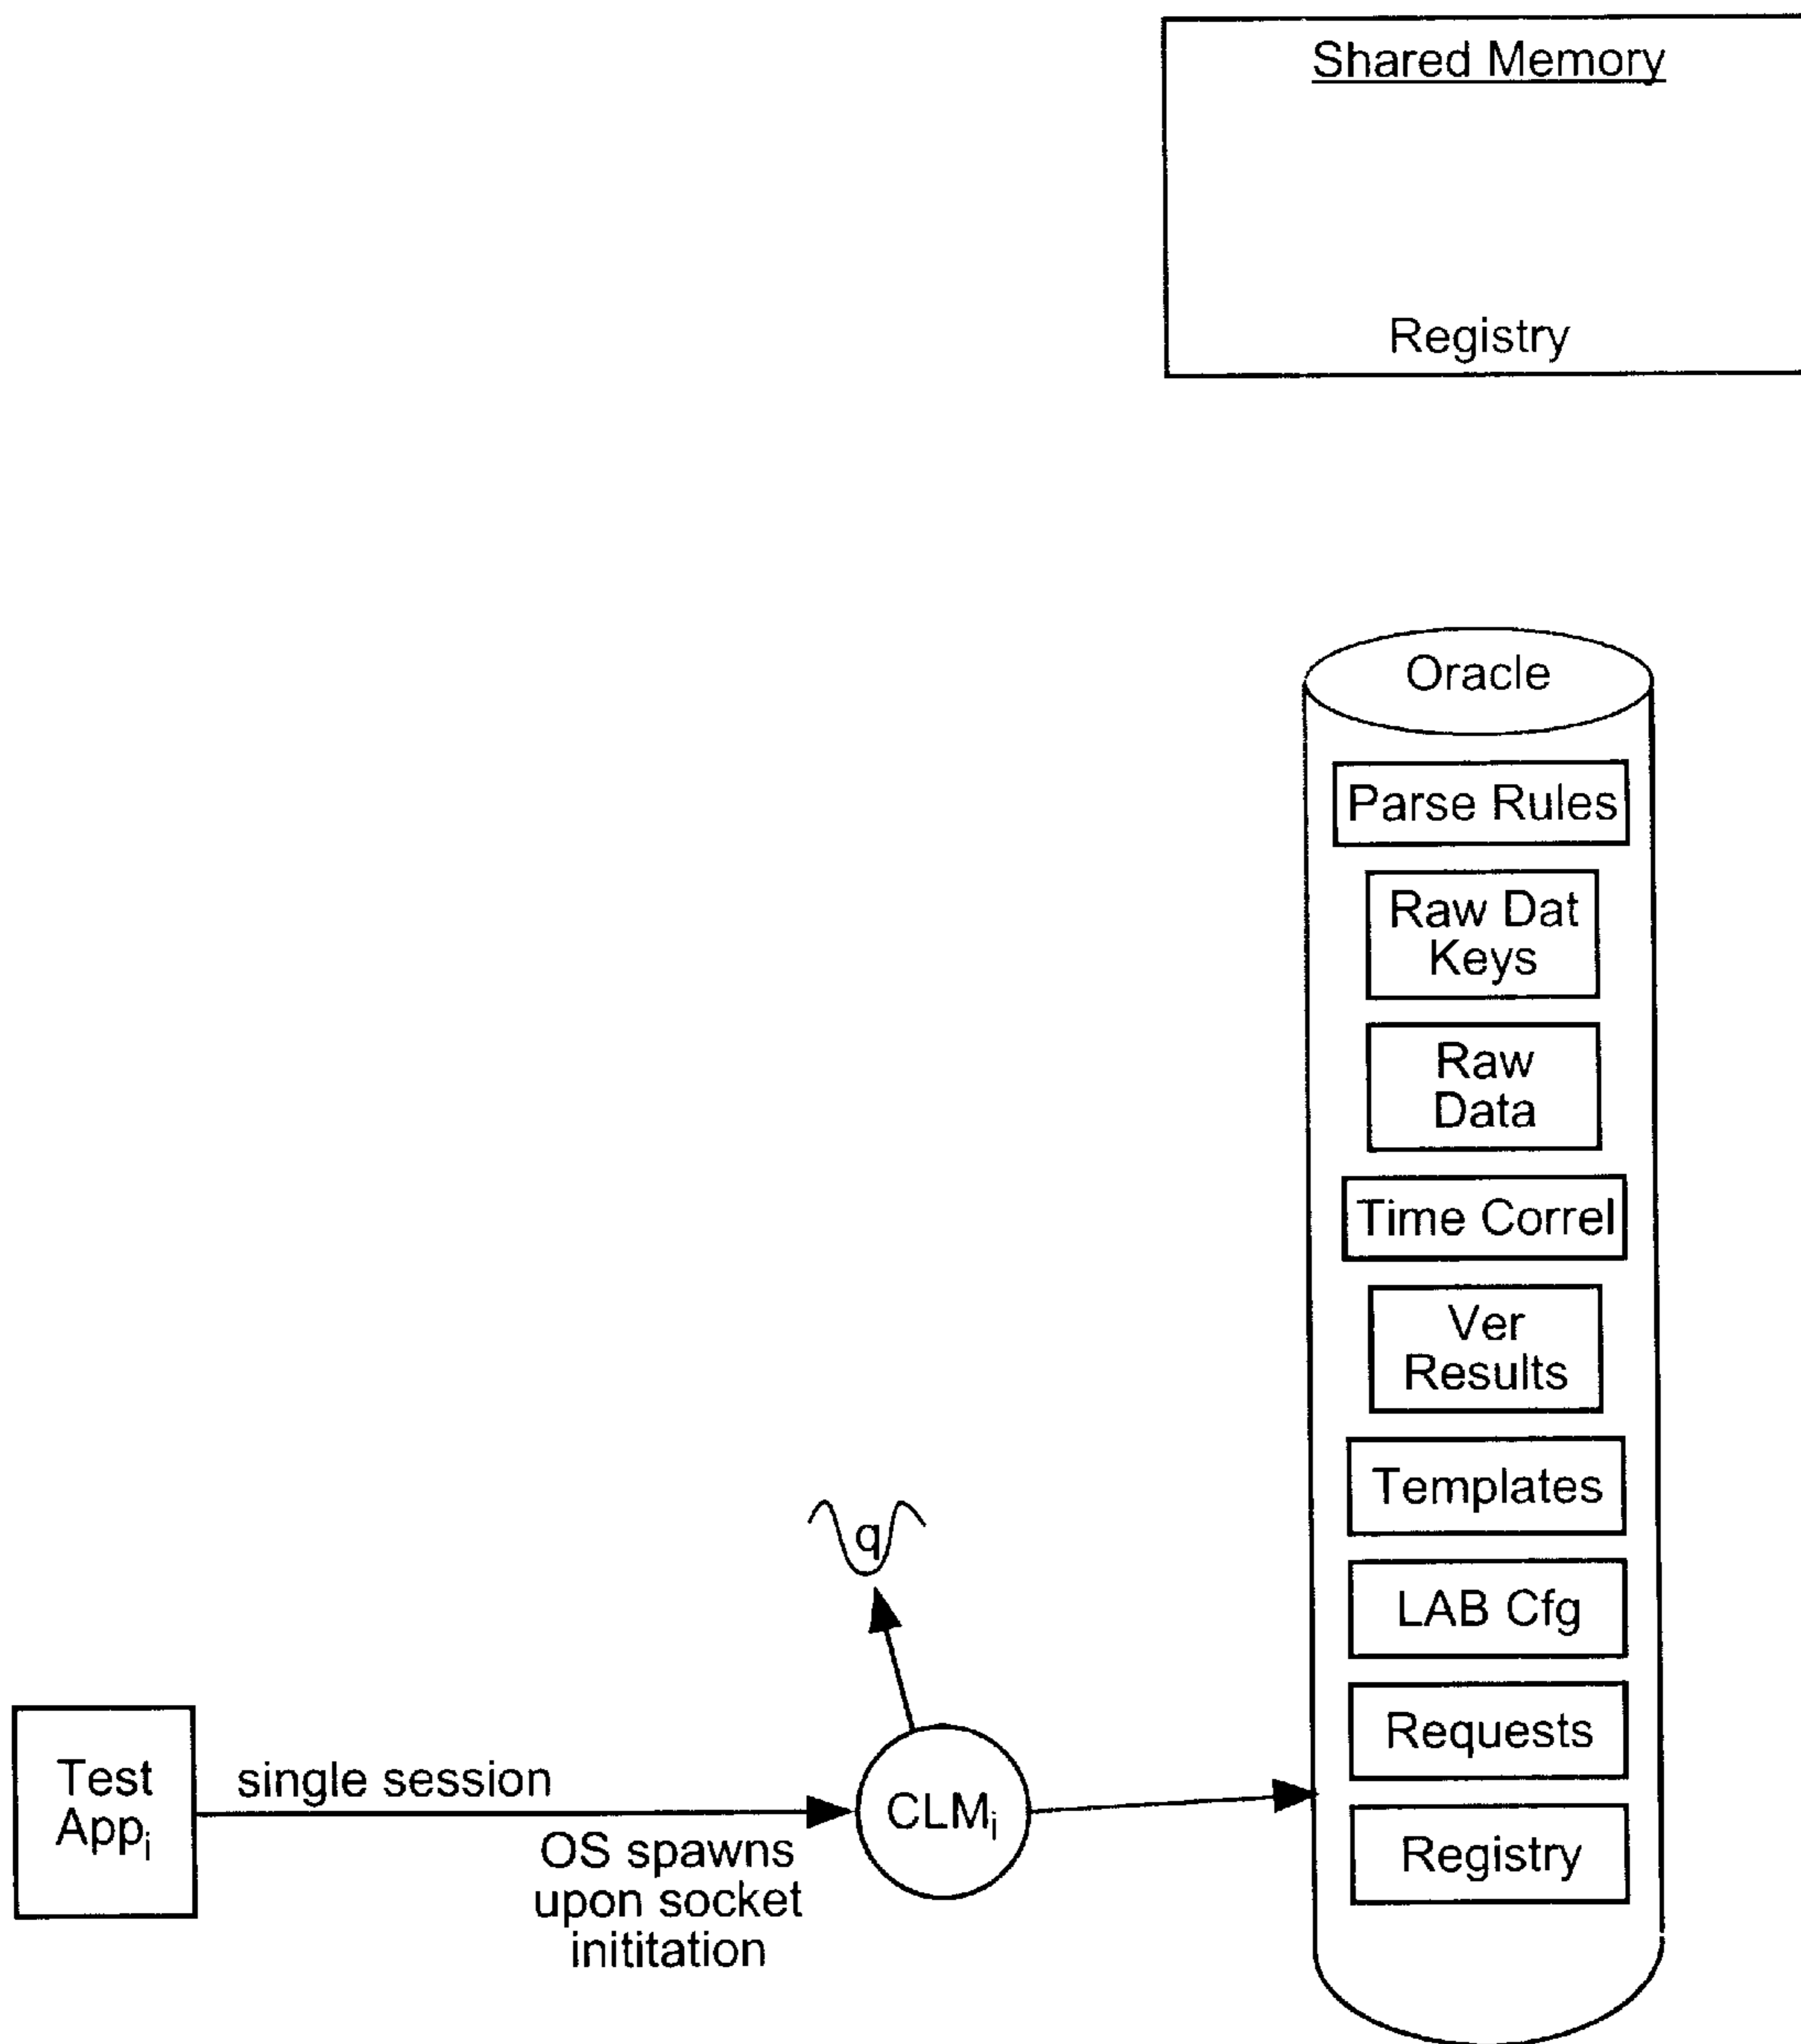 Shared Memory
Registry
Oracle
Parse Rules
Raw Dat
Keys
Raw
Data
Time Correl
Ver
Results
Templates
LAB Cfg
Requests
Registry
q
Test
Appᵢ
single session
OS spawns
upon socket
inititation
CLMᵢ